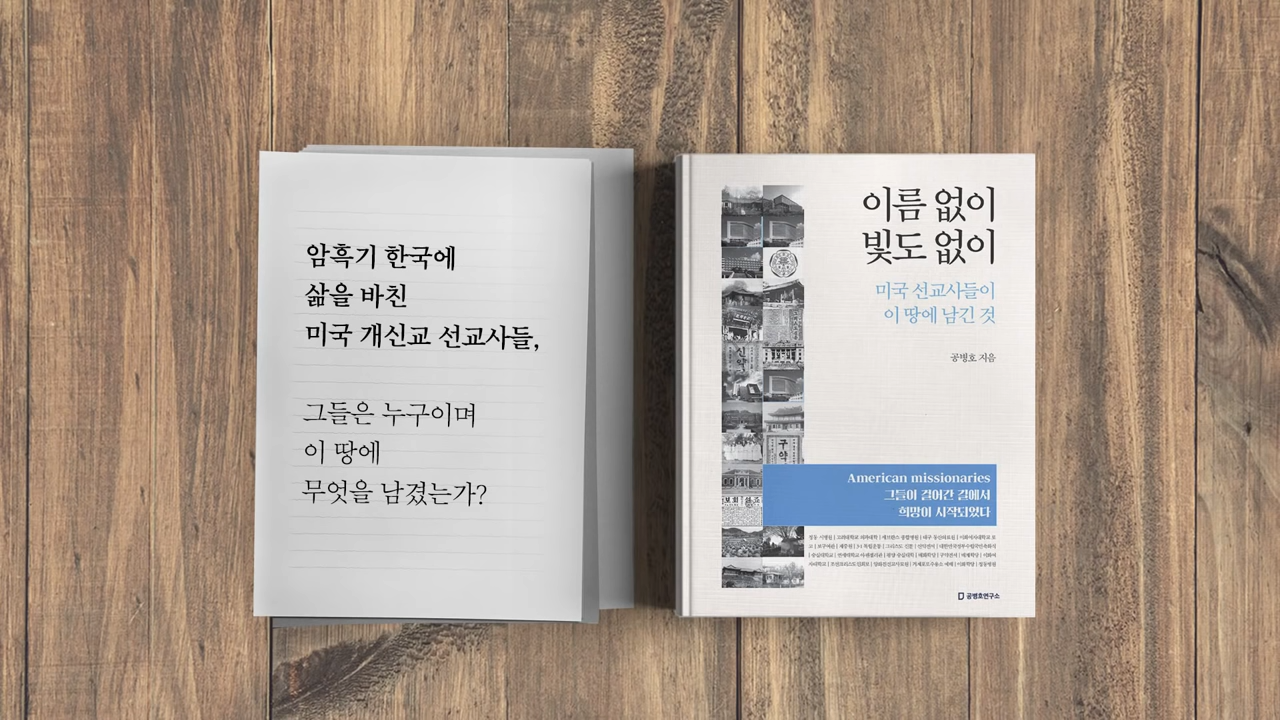 암흑기 한국에
삶을 바친
미국 개신교 선교사들,
그들은 누구이며
이 땅에
무엇을 남겼는가?
이름 없이
빛도 없이
미국 선교사들이
이 땅에 남긴 것
공병호 지음
신약
구약
American missionaries
그들이 걸어간 길에서
희망이 시작되었다
공병호연구소